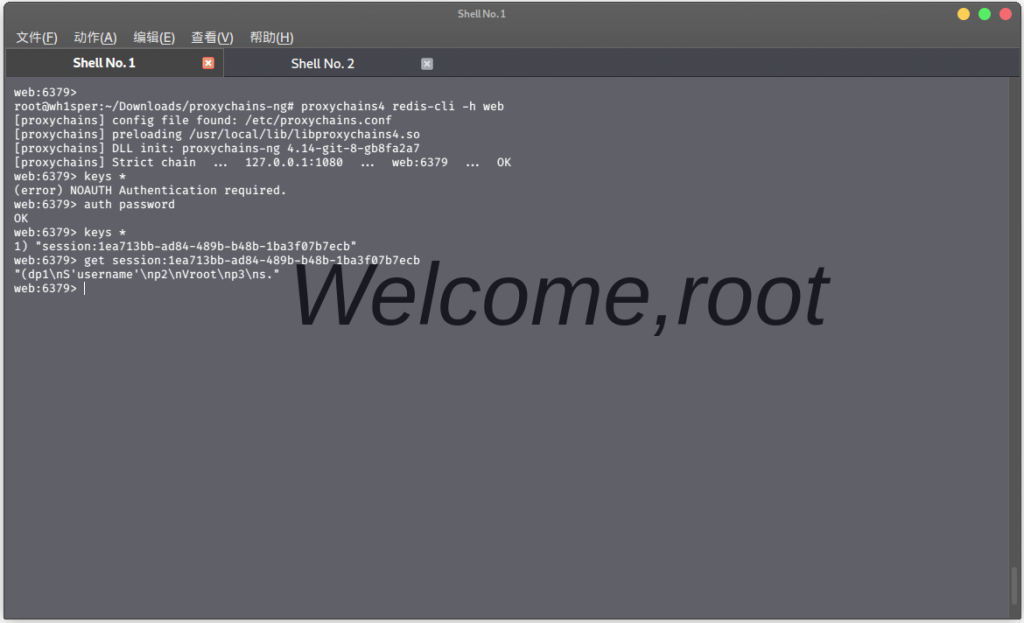 Shell No. 1
文件(F) 动作(A) 编辑(E) 查看(V) 帮助(H)
Shell No. 1 Shell No. 2
web:6379>
root@wh1sper:~/Downloads/proxychains-ng# proxychains4 redis-cli -h web
[proxychains] config file found: /etc/proxychains.conf
[proxychains] preloading /usr/local/lib/libproxychains4.so
[proxychains] DLL init: proxychains-ng 4.14-git-8-gb8fa2a7
[proxychains] Strict chain  ...  127.0.0.1:1080  ...  web:6379  ...  OK
web:6379> keys *
(error) NOAUTH Authentication required.
web:6379> auth password
OK
web:6379> keys *
1) "session:1ea713bb-ad84-489b-b48b-1ba3f07b7ecb"
web:6379> get session:1ea713bb-ad84-489b-b48b-1ba3f07b7ecb
"(dp1\nS'username'\np2\nVroot\np3\ns."
web:6379>
Welcome,root